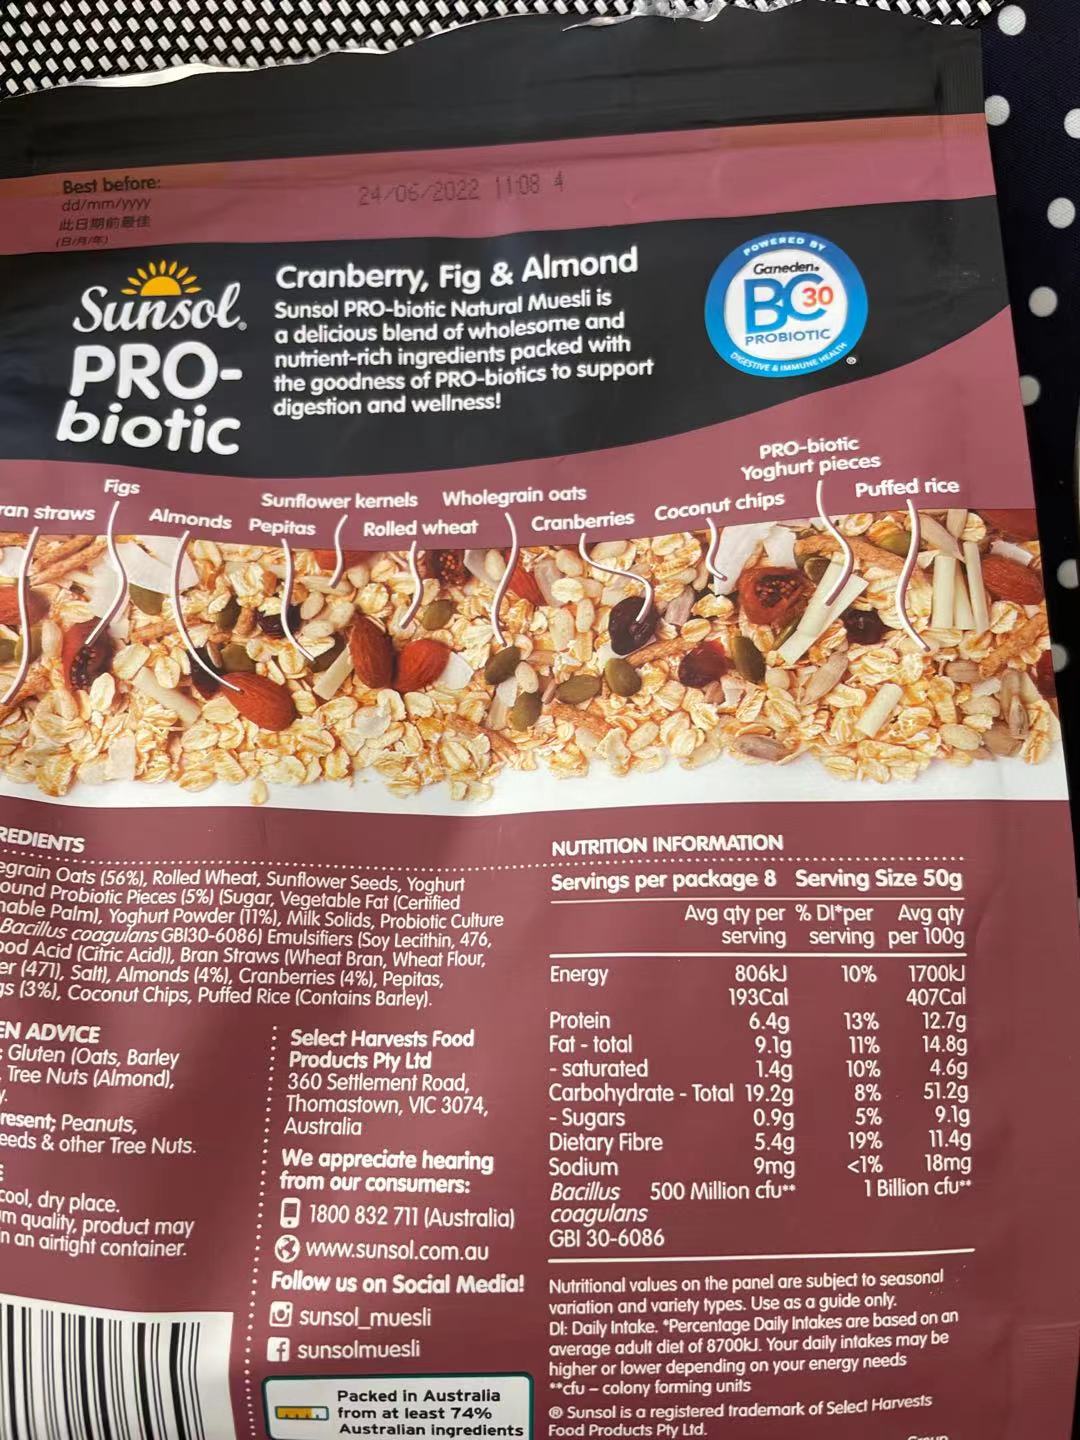 Best before:
dd/mm/yyyy
此日期前最佳
(日/月/年)
24/06/2022 11:08 4
Sunsol®
PRO-
biotic
Cranberry, Fig & Almond
Sunsol PRO-biotic Natural Muesli is
a delicious blend of wholesome and
nutrient-rich ingredients packed with
the goodness of PRO-biotics to support
digestion and wellness!
POWERED BY
Ganeden®
BC30
PROBIOTIC
DIGESTIVE & IMMUNE HEALTH
®
ran straws
Figs
Almonds
Pepitas
Sunflower kernels
Rolled wheat
Wholegrain oats
Cranberries
Coconut chips
PRO-biotic
Yoghurt pieces
Puffed rice
REDIENTS
egrain Oats (56%), Rolled Wheat, Sunflower Seeds, Yoghurt
ound Probiotic Pieces (5%) (Sugar, Vegetable Fat (Certified
nable Palm), Yoghurt Powder (11%), Milk Solids, Probiotic Culture
Bacillus coagulans GBI30-6086) Emulsifiers (Soy Lecithin, 476,
ood Acid (Citric Acid)), Bran Straws (Wheat Bran, Wheat Flour,
er (471), Salt), Almonds (4%), Cranberries (4%), Pepitas,
gs (3%), Coconut Chips, Puffed Rice (Contains Barley).
EN ADVICE
: Gluten (Oats, Barley
, Tree Nuts (Almond),
y.
resent; Peanuts,
eeds & other Tree Nuts.
E
cool, dry place.
m quality, product may
n an airtight container.
Select Harvests Food
Products Pty Ltd
360 Settlement Road,
Thomastown, VIC 3074,
Australia
We appreciate hearing
from our consumers:
1800 832 711 (Australia)
www.sunsol.com.au
Follow us on Social Media!
sunsol_muesli
sunsolmuesli
Packed in Australia
from at least 74%
Australian ingredients
NUTRITION INFORMATION
Servings per package 8 Serving Size 50g
Avg qty per % DI*per Avg qty
serving serving per 100g
Energy 806kJ 10% 1700kJ
193Cal 407Cal
Protein 6.4g 13% 12.7g
Fat - total 9.1g 11% 14.8g
- saturated 1.4g 10% 4.6g
Carbohydrate - Total 19.2g 8% 51.2g
- Sugars 0.9g 5% 9.1g
Dietary Fibre 5.4g 19% 11.4g
Sodium 9mg <1% 18mg
Bacillus 500 Million cfu** 1 Billion cfu**
coagulans
GBI 30-6086
Nutritional values on the panel are subject to seasonal
variation and variety types. Use as a guide only.
DI: Daily Intake. *Percentage Daily Intakes are based on an
average adult diet of 8700kJ. Your daily intakes may be
higher or lower depending on your energy needs
**cfu – colony forming units
® Sunsol is a registered trademark of Select Harvests
Food Products Pty Ltd.